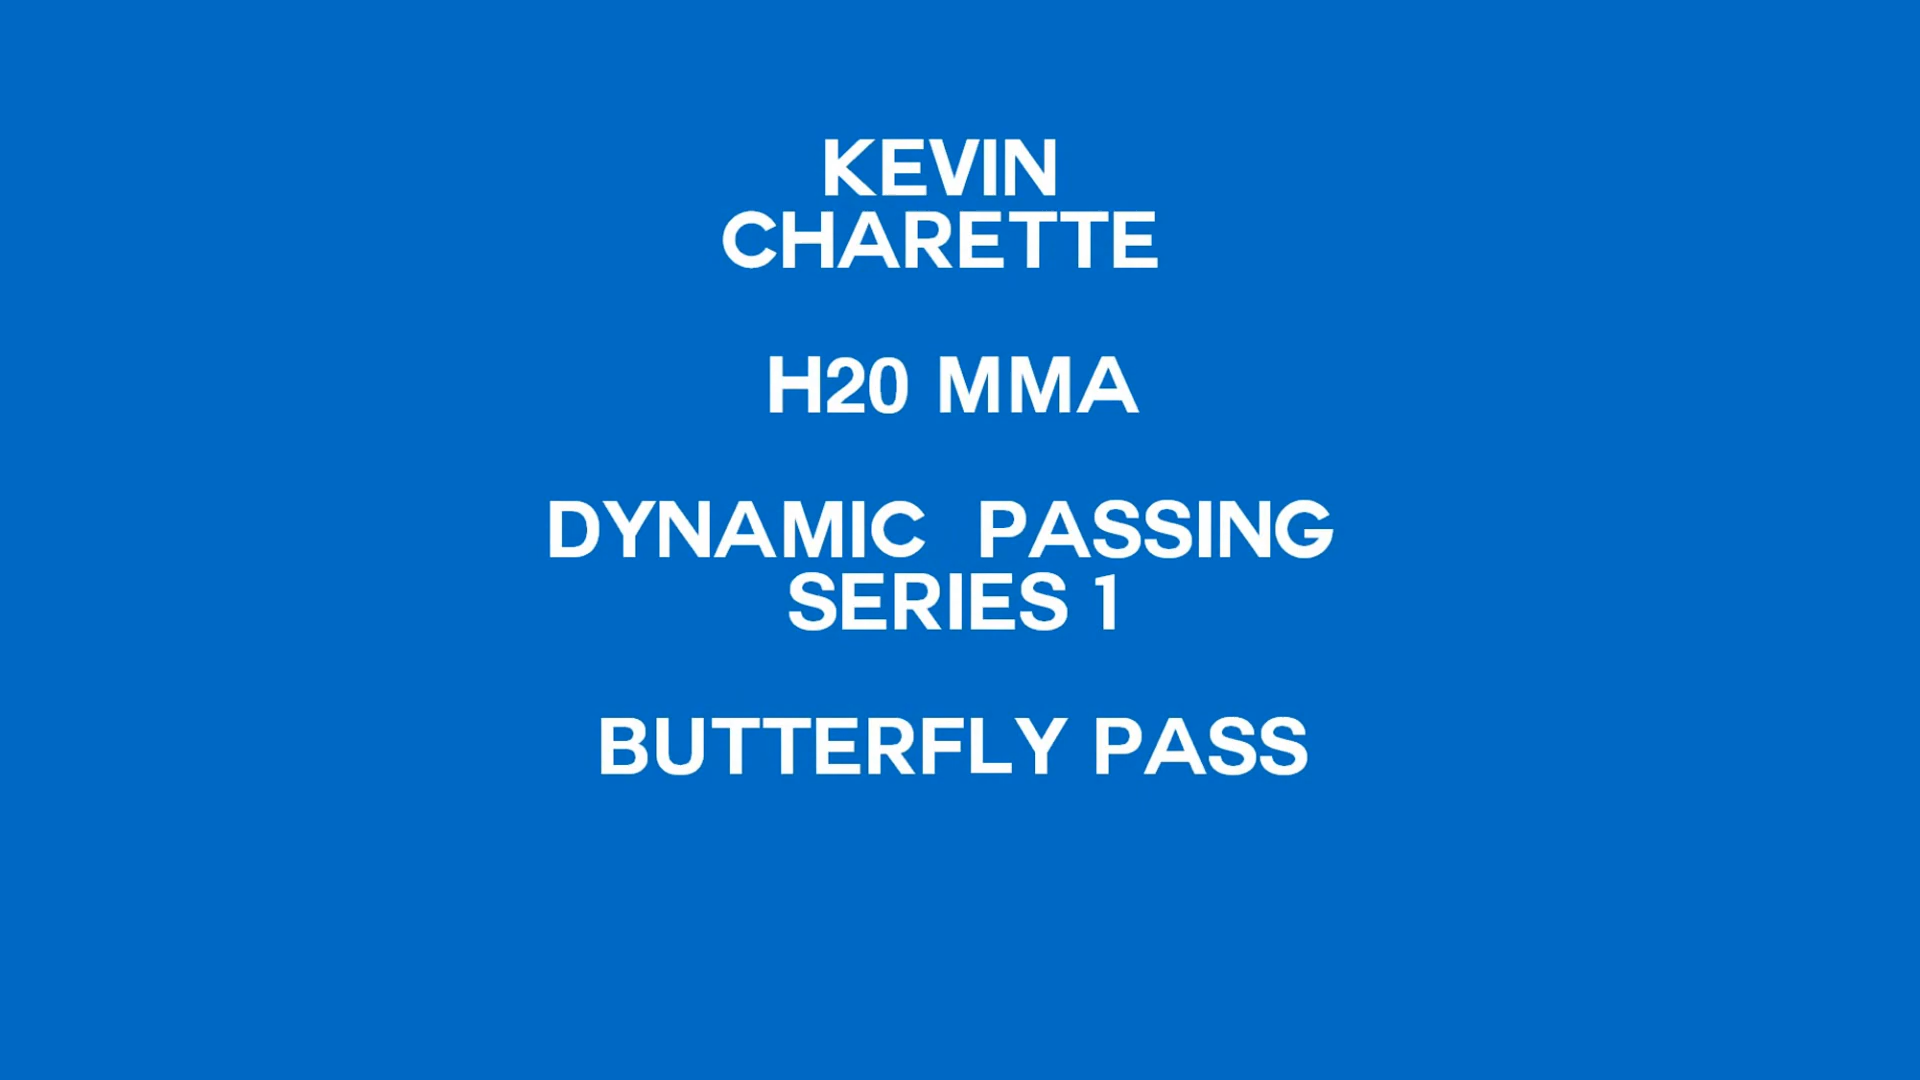 KEVIN
CHARETTE
H20 MMA
DYNAMIC PASSING
SERIES 1
BUTTERFLY PASS